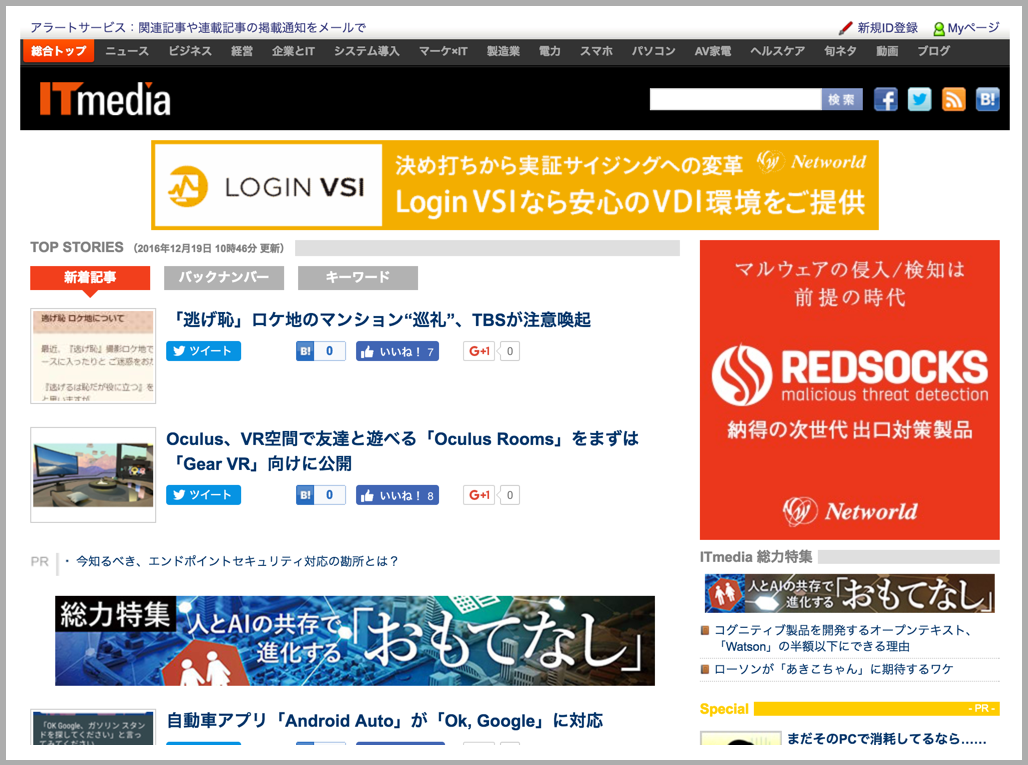 アラートサービス：関連記事や連載記事の掲載通知をメールで
新規ID登録 Myページ
総合トップ ニュース ビジネス 経営 企業とIT システム導入 マーケ×IT 製造業 電力 スマホ パソコン AV家電 ヘルスケア 旬ネタ 動画 ブログ
ITmedia
検索
B!
LOGIN VSI
決め打ちから実証サイジングへの変革 Networld
Login VSIなら安心のVDI環境をご提供
TOP STORIES （2016年12月19日 10時46分 更新）
新着記事 バックナンバー キーワード
逃げ恥 ロケ地について
最近、『逃げ恥』撮影ロケ地で
ースに入ったりと ご迷惑をおか
『逃げるは恥だが役に立つ』を
と思いますが
「逃げ恥」ロケ地のマンション“巡礼”、TBSが注意喚起
ツイート B! 0 いいね！ 7 G+1 0
Oculus、VR空間で友達と遊べる「Oculus Rooms」をまずは
「Gear VR」向けに公開
ツイート B! 0 いいね！ 8 G+1 0
PR ・ 今知るべき、エンドポイントセキュリティ対応の勘所とは？
総力特集 人とAIの共存で
進化する 「おもてなし」
「OK Google、ガソリン スタン
ドを探してください」と言っ
てみてください
自動車アプリ「Android Auto」が「Ok, Google」に対応
マルウェアの侵入/検知は
前提の時代
REDSOCKS
malicious threat detection
納得の次世代 出口対策製品
Networld
ITmedia 総力特集
人とAIの共存で
進化する 「おもてなし」
コグニティブ製品を開発するオープンテキスト、
「Watson」の半額以下にできる理由
ローソンが「あきこちゃん」に期待するワケ
Special - PR -
まだそのPCで消耗してるなら……